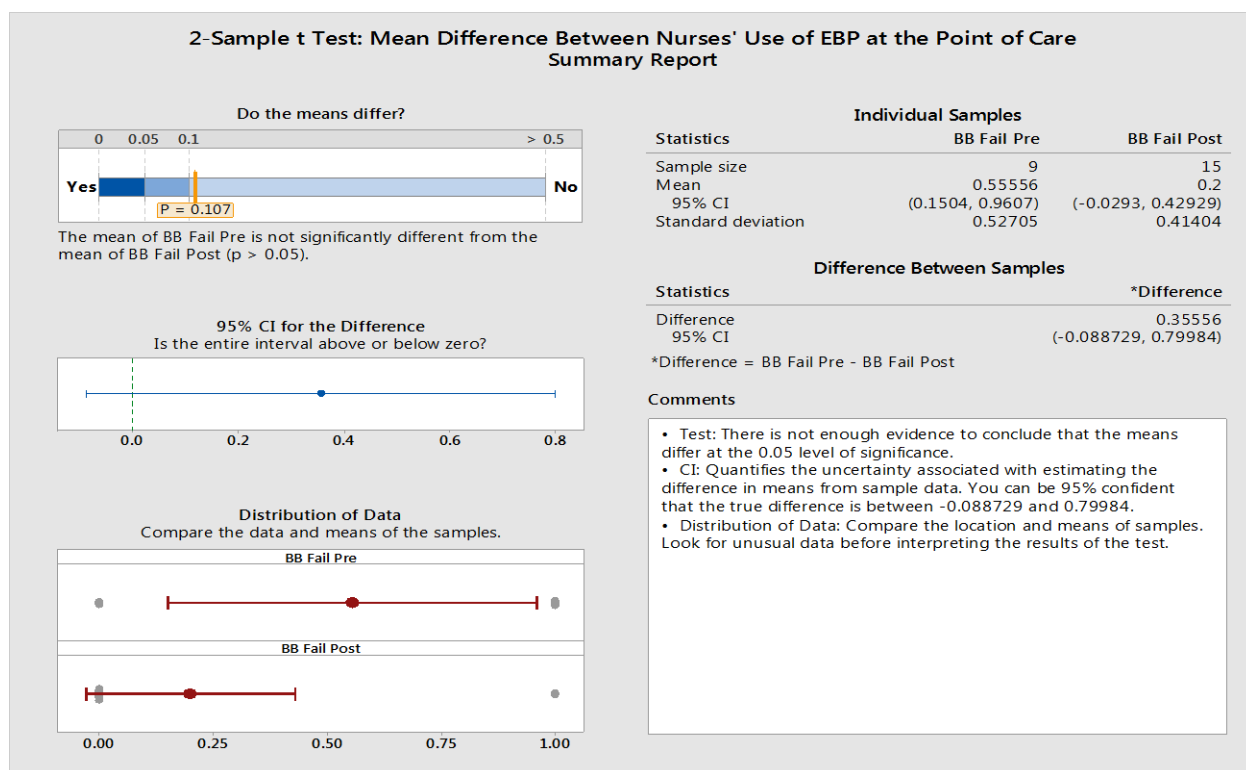 2-Sample t Test: Mean Difference Between Nurses' Use of EBP at the Point of Care
Summary Report
Do the means differ?
0 0.05 0.1 > 0.5
Yes No
P = 0.107
The mean of BB Fail Pre is not significantly different from the
mean of BB Fail Post (p > 0.05).
95% CI for the Difference
Is the entire interval above or below zero?
0.0 0.2 0.4 0.6 0.8
Distribution of Data
Compare the data and means of the samples.
BB Fail Pre
BB Fail Post
0.00 0.25 0.50 0.75 1.00
Individual Samples
Statistics BB Fail Pre BB Fail Post
Sample size 9 15
Mean 0.55556 0.2
95% CI (0.1504, 0.9607) (-0.0293, 0.42929)
Standard deviation 0.52705 0.41404
Difference Between Samples
Statistics *Difference
Difference 0.35556
95% CI (-0.088729, 0.79984)
*Difference = BB Fail Pre - BB Fail Post
Comments
• Test: There is not enough evidence to conclude that the means
differ at the 0.05 level of significance.
• CI: Quantifies the uncertainty associated with estimating the
difference in means from sample data. You can be 95% confident
that the true difference is between -0.088729 and 0.79984.
• Distribution of Data: Compare the location and means of samples.
Look for unusual data before interpreting the results of the test.